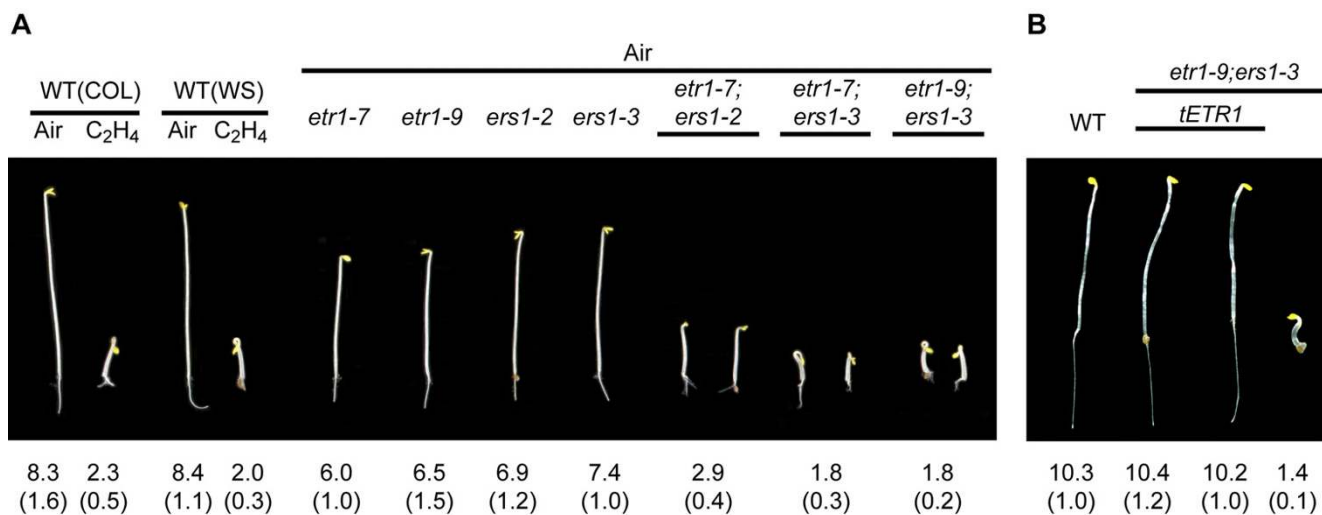 A
Air
WT(COL) WT(WS)
Air C₂H₄ Air C₂H₄
etr1-7 etr1-9 ers1-2 ers1-3
etr1-7; etr1-7; etr1-9;
ers1-2 ers1-3 ers1-3
8.3 2.3 8.4 2.0 6.0 6.5 6.9 7.4 2.9 1.8 1.8
(1.6) (0.5) (1.1) (0.3) (1.0) (1.5) (1.2) (1.0) (0.4) (0.3) (0.2)
B
etr1-9;ers1-3
WT tETR1
10.3 10.4 10.2 1.4
(1.0) (1.2) (1.0) (0.1)